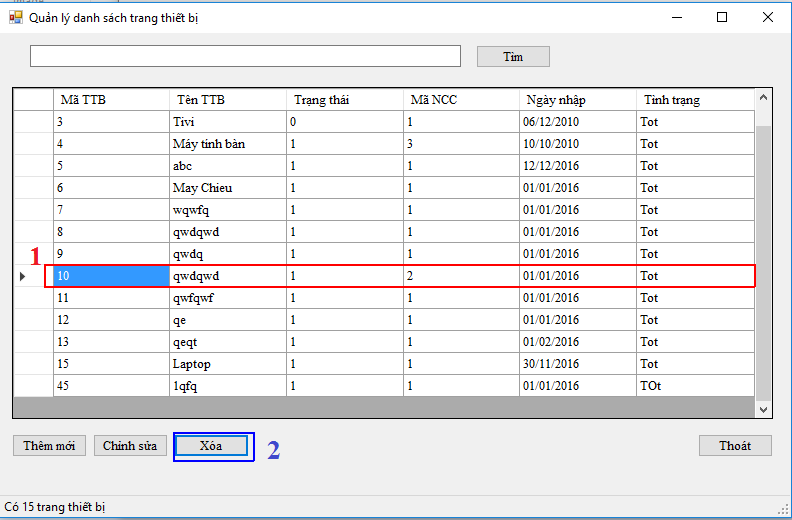 Quản lý danh sách trang thiết bị
Tìm
Mã TTB Tên TTB Trạng thái Mã NCC Ngày nhập Tình trạng
3 Tivi 0 1 06/12/2010 Tot
4 Máy tính bàn 1 3 10/10/2010 Tot
5 abc 1 1 12/12/2016 Tot
6 May Chieu 1 1 01/01/2016 Tot
7 wqwfq 1 1 01/01/2016 Tot
8 qwdqwd 1 1 01/01/2016 Tot
9 qwdq 1 1 01/01/2016 Tot
1
10 qwdqwd 1 2 01/01/2016 Tot
11 qwfqwf 1 1 01/01/2016 Tot
12 qe 1 1 01/01/2016 Tot
13 qeqt 1 1 01/02/2016 Tot
15 Laptop 1 1 30/11/2016 Tot
45 1qfq 1 1 01/01/2016 TOt
Thêm mới Chỉnh sửa Xóa 2 Thoát
Có 15 trang thiết bị